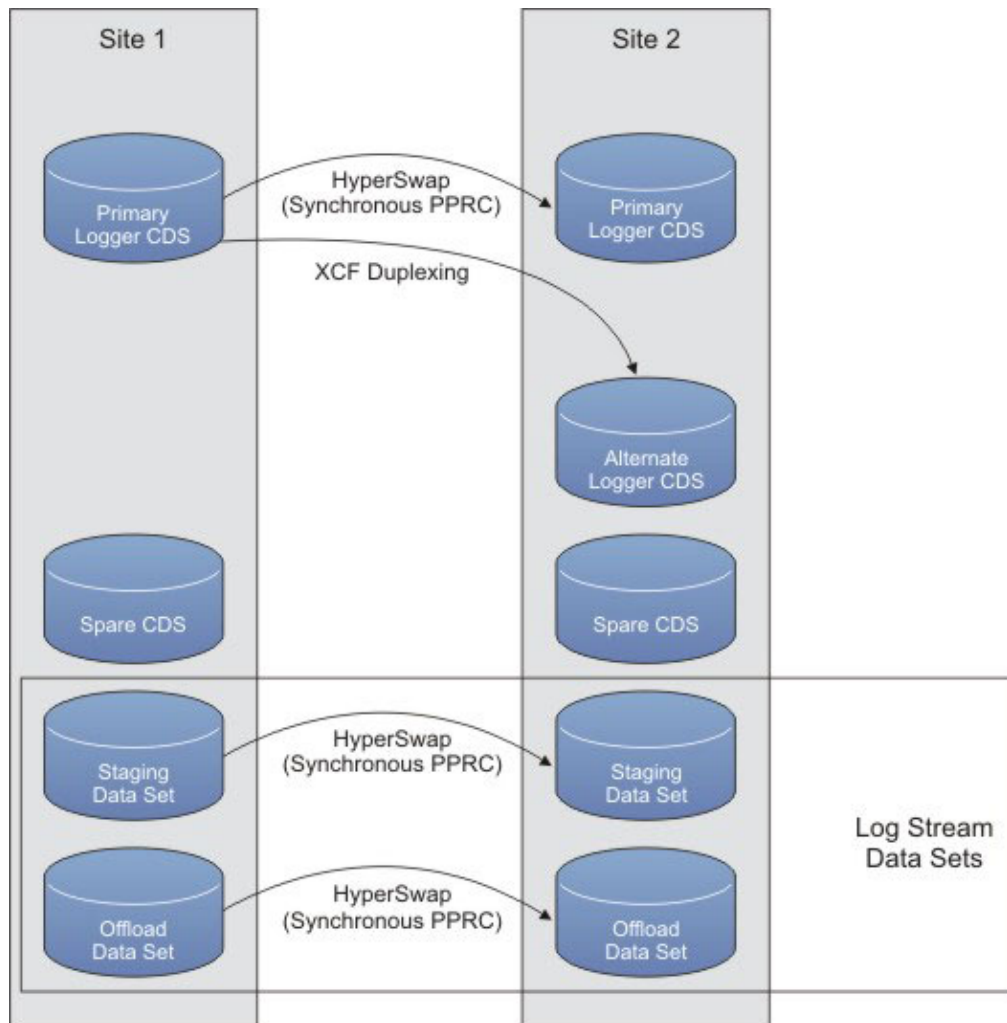 Site 1
Site 2
Primary
Logger CDS
HyperSwap
(Synchronous PPRC)
Primary
Logger CDS
XCF Duplexing
Alternate
Logger CDS
Spare CDS
Spare CDS
Staging
Data Set
HyperSwap
(Synchronous PPRC)
Staging
Data Set
Log Stream
Data Sets
Offload
Data Set
HyperSwap
(Synchronous PPRC)
Offload
Data Set